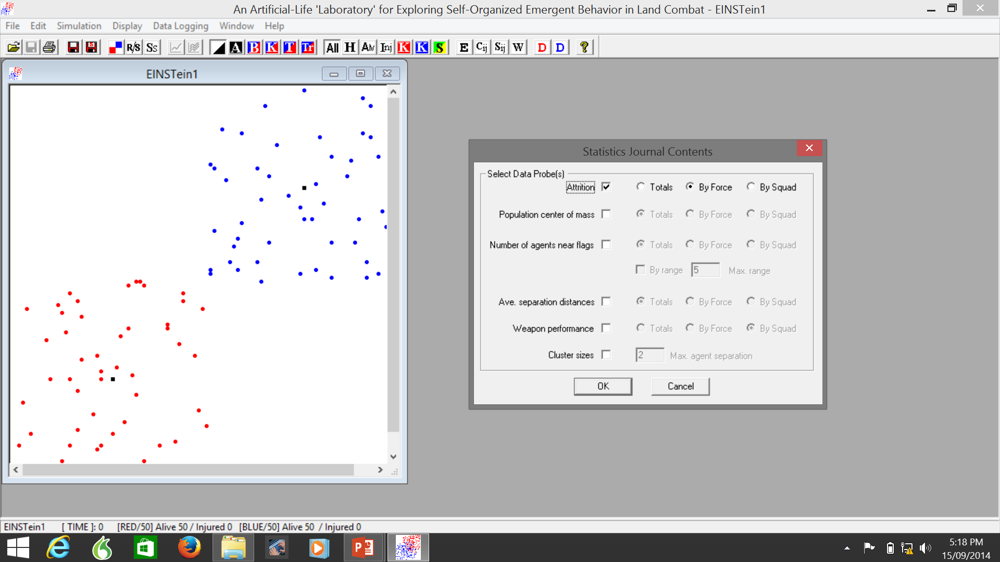 An Artificial-Life 'Laboratory' for Exploring Self-Organized Emergent Behavior in Land Combat - EINSTein1
File Edit Simulation Display Data Logging Window Help
R/S Ss A B K T Tr All H Alv Inj K K S E Cij Sij W D D ?
EINSTein1
Statistics Journal Contents
Select Data Probe(s)
Attrition Totals By Force By Squad
Population center of mass Totals By Force By Squad
Number of agents near flags Totals By Force By Squad
By range 5 Max. range
Ave. separation distances Totals By Force By Squad
Weapon performance Totals By Force By Squad
Cluster sizes 2 Max. agent separation
OK Cancel
EINSTein1 [ TIME ]: 0 [RED/50] Alive 50 / Injured 0 [BLUE/50] Alive 50 / Injured 0
5:18 PM
15/09/2014